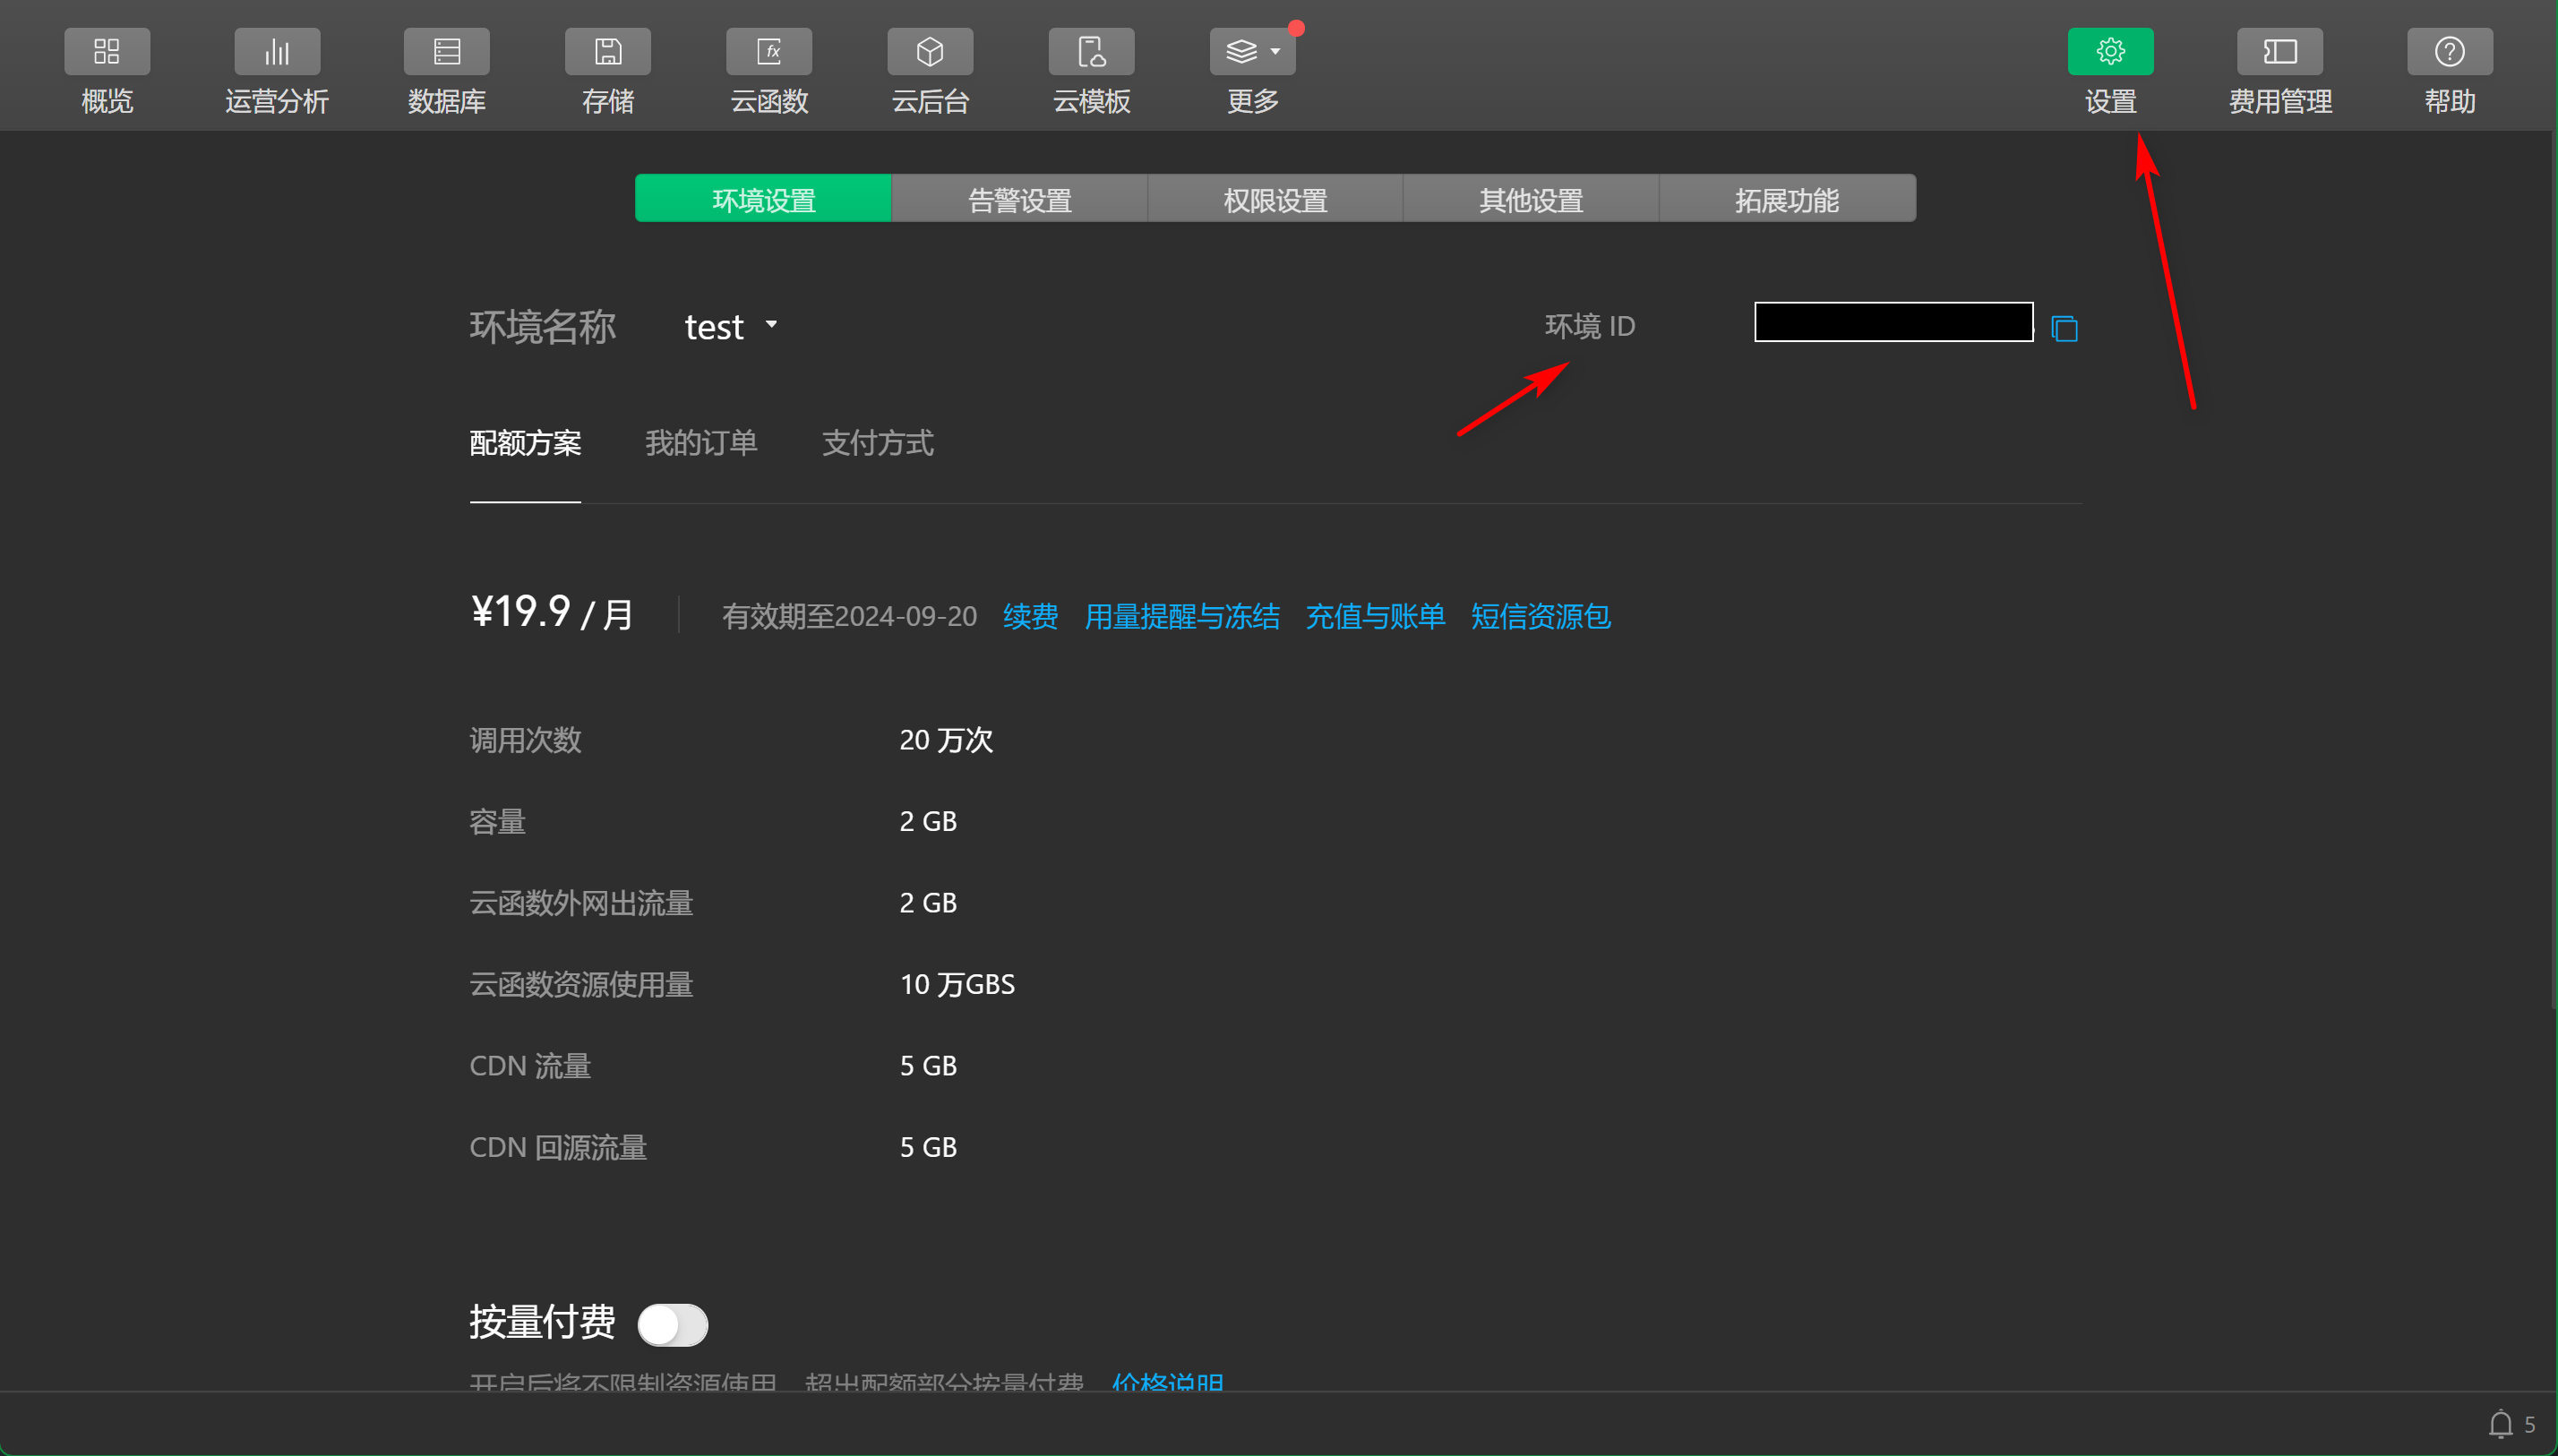 概览 运营分析 数据库 存储 云函数 云后台 云模板 更多 设置 费用管理 帮助
环境设置 告警设置 权限设置 其他设置 拓展功能
环境名称 test 环境 ID
配额方案 我的订单 支付方式
¥19.9 / 月 有效期至2024-09-20 续费 用量提醒与冻结 充值与账单 短信资源包
调用次数 20 万次
容量 2 GB
云函数外网出流量 2 GB
云函数资源使用量 10 万GBS
CDN 流量 5 GB
CDN 回源流量 5 GB
按量付费
开启后将不限制资源使用，超出配额部分按量付费 价格说明
5